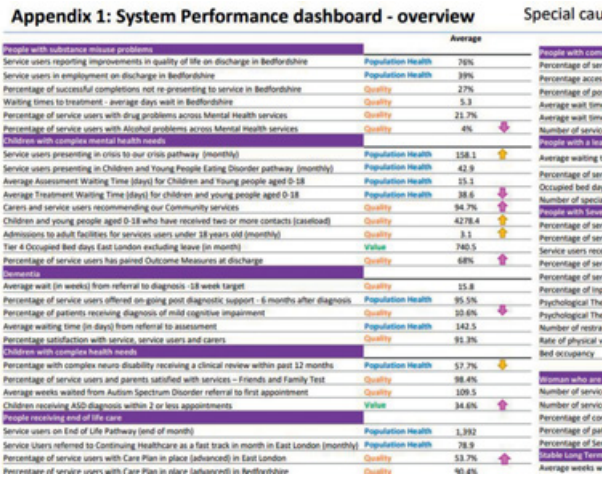 Appendix 1: System Performance dashboard - overview
Special cau
Average
People with substance misuse problems
Service users reporting improvements in quality of life on discharge in Bedfordshire Population Health 76%
Service users in employment on discharge in Bedfordshire Population Health 39%
Percentage of successful completions not re-presenting to service in Bedfordshire Quality 27%
Waiting times to treatment - average days wait in Bedfordshire Quality 5.3
Percentage of service users with drug problems across Mental Health services Quality 21.7%
Percentage of service users with Alcohol problems across Mental Health services Quality 4%
Children with complex mental health needs
Service users presenting in crisis to our crisis pathway (monthly) Population Health 158.1
Service users presenting in Children and Young People Eating Disorder pathway (monthly) Population Health 42.9
Average Assessment Waiting Time (days) for Children and Young people aged 0-18 Population Health 15.1
Average Treatment Waiting Time (days) for children and young people aged 0-18 Population Health 38.6
Carers and service users recommending our Community services Quality 94.7%
Children and young people aged 0-18 who have received two or more contacts (caseload) Quality 4278.4
Admissions to adult facilities for services users under 18 years old (monthly) Quality 3.1
Tier 4 Occupied Bed days East London excluding leave (in month) Value 740.5
Percentage of service users has paired Outcome Measures at discharge Quality 68%
Dementia
Average wait (in weeks) from referral to diagnosis -18 week target Quality 15.8
Percentage of service users offered on-going post diagnostic support - 6 months after diagnosis Population Health 95.5%
Percentage of patients receiving diagnosis of mild cognitive impairment Quality 10.6%
Average waiting time (in days) from referral to assessment Population Health 142.5
Percentage satisfaction with service, service users and carers Quality 91.3%
Children with complex health needs
Percentage with complex neuro disability receiving a clinical review within past 12 months Population Health 57.7%
Percentage of service users and parents satisfied with services – Friends and Family Test Quality 98.4%
Average weeks waited from Autism Spectrum Disorder referral to first appointment Quality 109.5
Children receiving ASD diagnosis within 2 or less appointments Value 34.6%
People receiving end of life care
Service users on End of Life Pathway (end of month) Population Health 1,392
Service Users referred to Continuing Healthcare as a fast track in month in East London (monthly) Population Health 78.9
Percentage of service users with Care Plan in place (advanced) in East London Quality 53.7%
Percentage of service users with Care Plan in place (advanced) in Bedfordshire Quality 90.4%
People with com
Percentage of ser
Percentage acces
Percentage of po
Average wait time
Average wait time
Number of servic
People with a lea
Average waiting t
Percentage of ser
Occupied bed day
Number of specia
People with Seve
Percentage of ser
Percentage of ser
Service users rece
Percentage of ser
Percentage of ser
Percentage of Inp
Psychological The
Psychological The
Number of restra
Rate of physical v
Bed occupancy
Woman who are
Number of servic
Number of servic
Percentage of cou
Percentage of pat
Percentage of Ser
Stable Long Term
Average weeks w